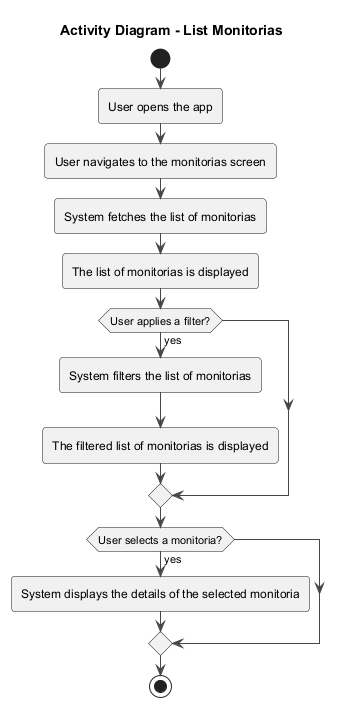 Activity Diagram - List Monitorias
User opens the app
User navigates to the monitorias screen
System fetches the list of monitorias
The list of monitorias is displayed
User applies a filter?
yes
System filters the list of monitorias
The filtered list of monitorias is displayed
User selects a monitoria?
yes
System displays the details of the selected monitoria